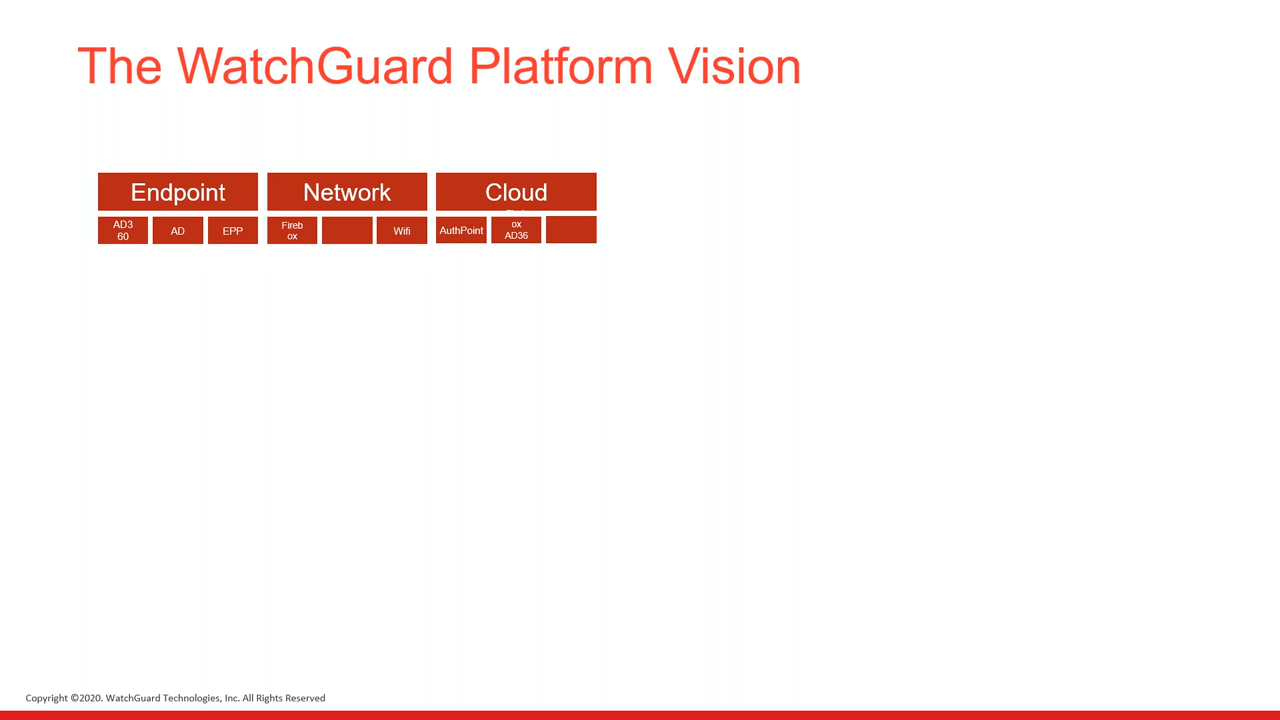 The WatchGuard Platform Vision
Endpoint Network Cloud
AD3
60
AD
EPP
Fireb
ox
Wifi
AuthPoint
ox
AD36
Copyright ©2020. WatchGuard Technologies, Inc. All Rights Reserved